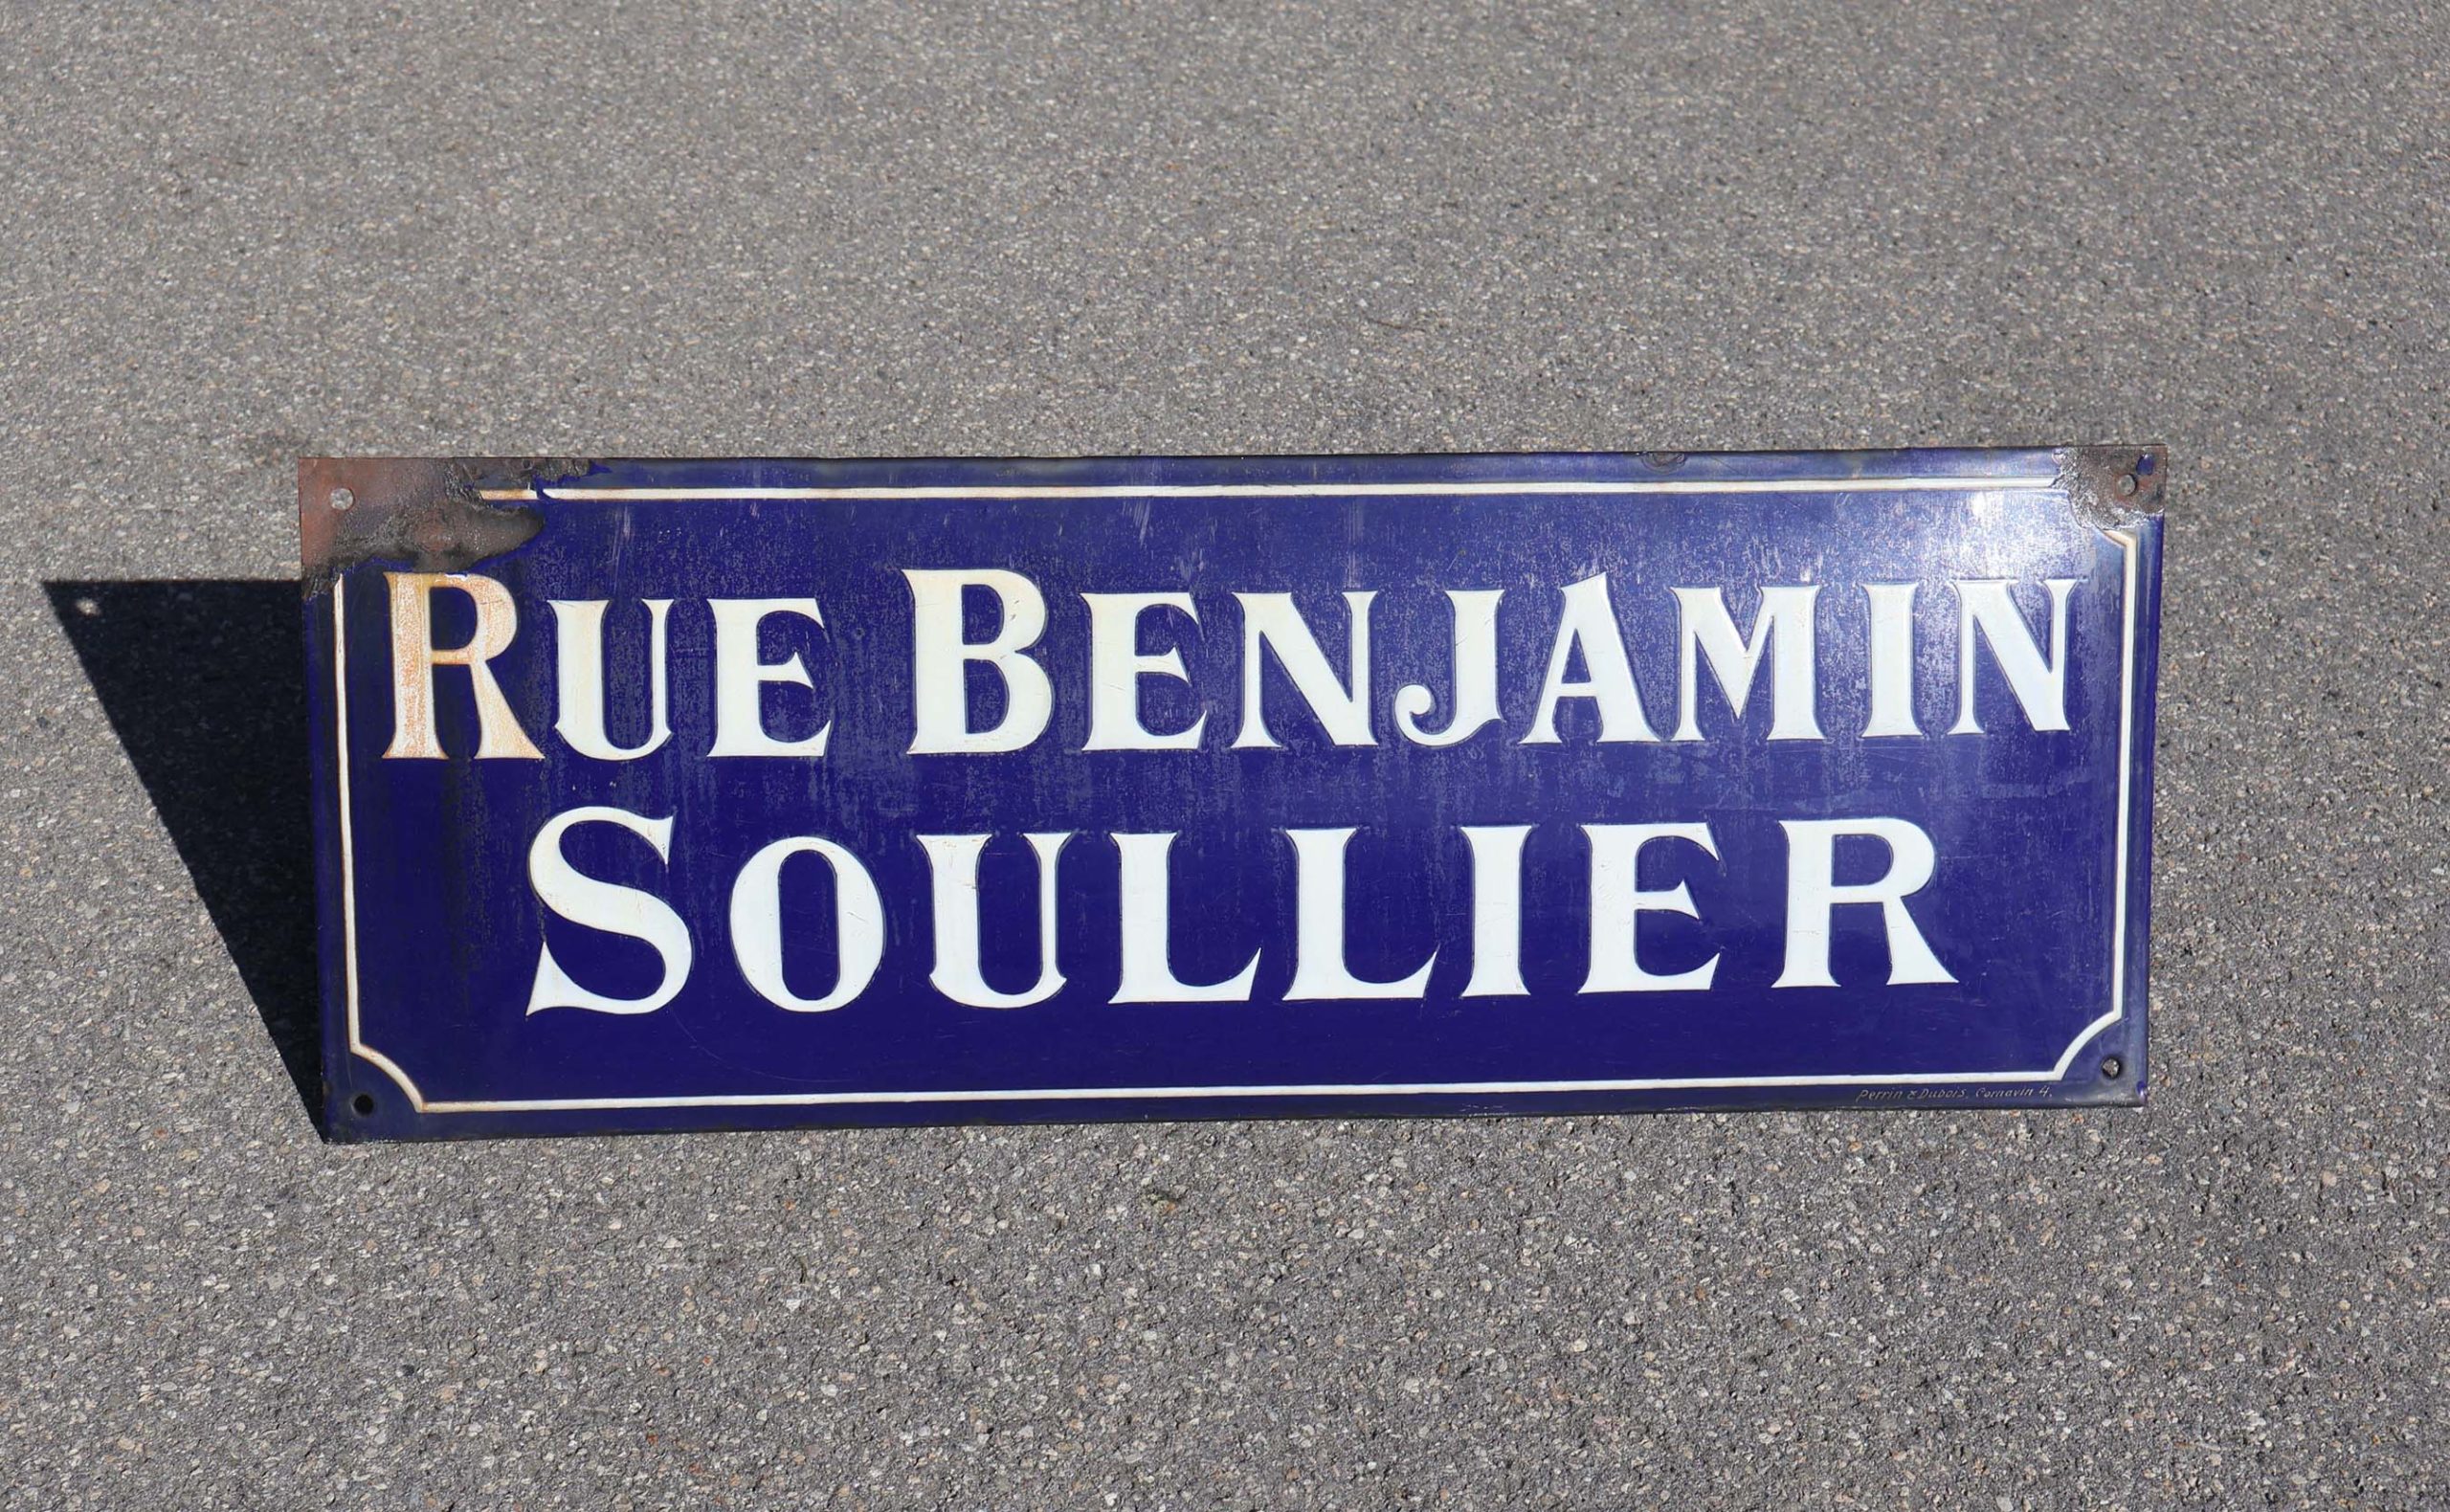 RUE BENJAMIN
SOULLIER
Perrin & Dubois, Cornavin 4.